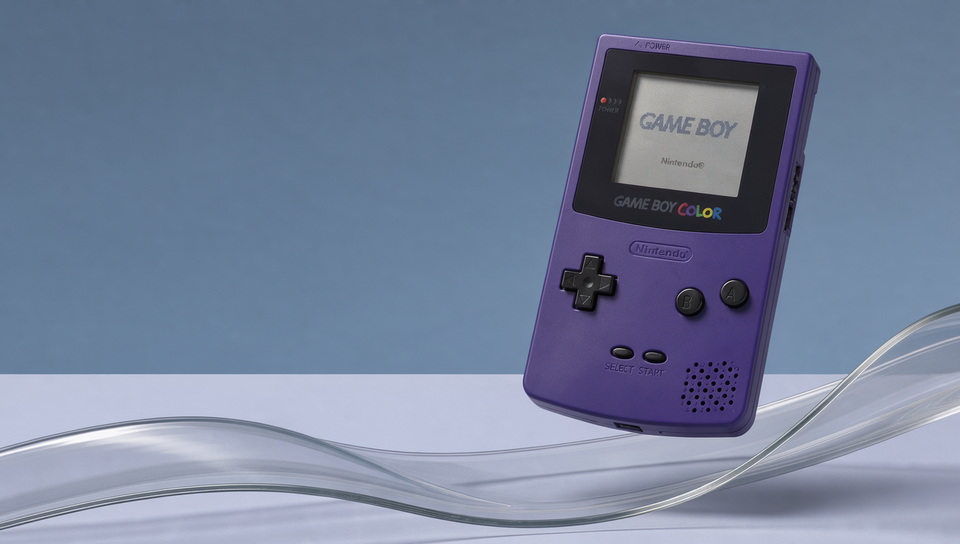 POWER
POWER
GAME BOY
Nintendo®
GAME BOY COLOR
Nintendo
B A
SELECT START